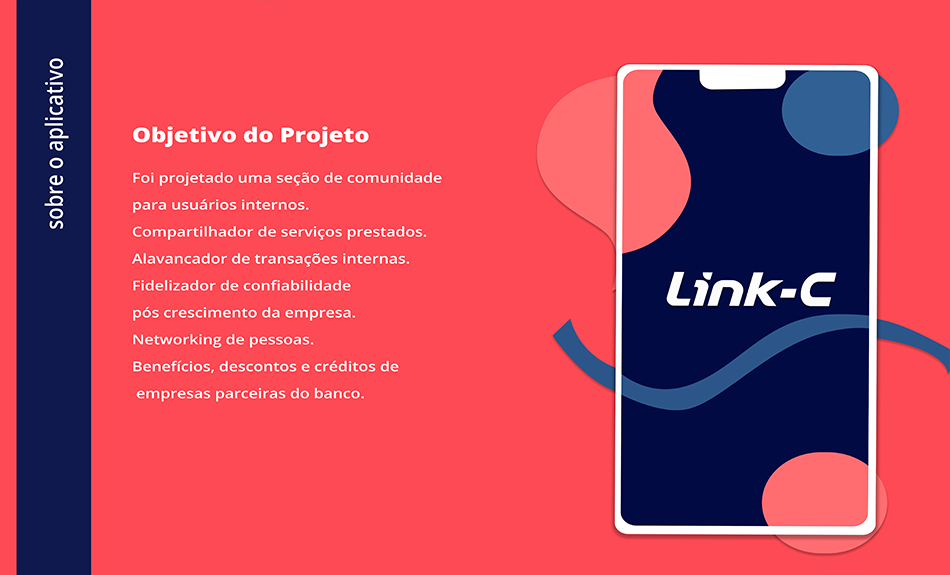 sobre o aplicativo
Objetivo do Projeto
Foi projetado uma seção de comunidade
para usuários internos.
Compartilhador de serviços prestados.
Alavancador de transações internas.
Fidelizador de confiabilidade
pós crescimento da empresa.
Networking de pessoas.
Benefícios, descontos e créditos de
empresas parceiras do banco.
Link-C